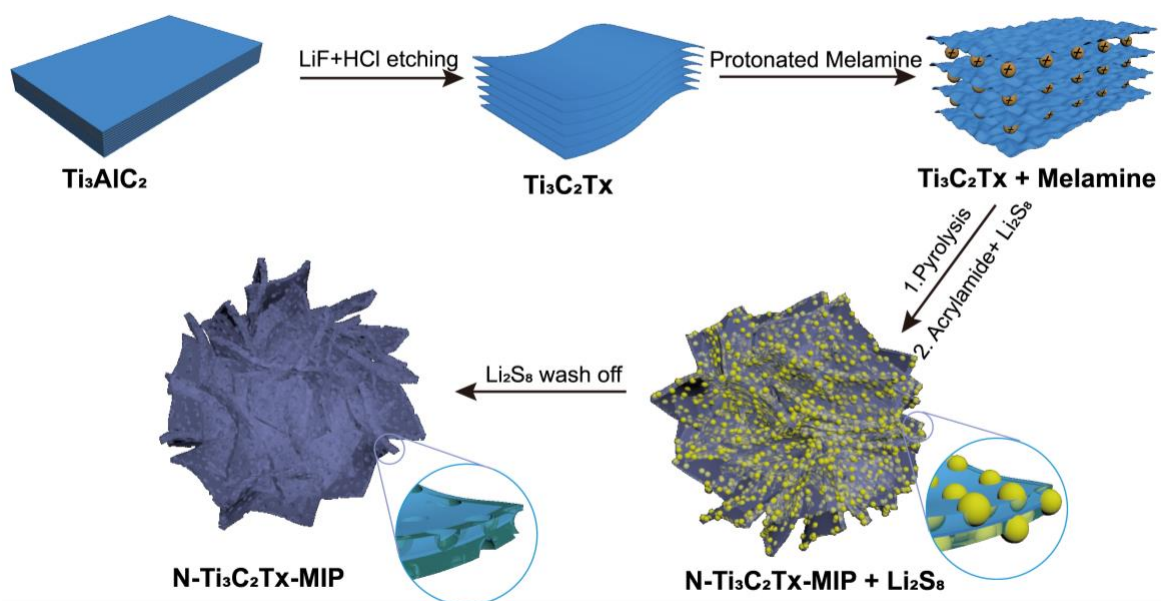 LiF+HCl etching
Protonated Melamine
Ti₃AlC₂
Ti₃C₂Tx
Ti₃C₂Tx + Melamine
1.Pyrolysis
2. Acrylamide+ Li₂S₈
Li₂S₈ wash off
N-Ti₃C₂Tx-MIP
N-Ti₃C₂Tx-MIP + Li₂S₈